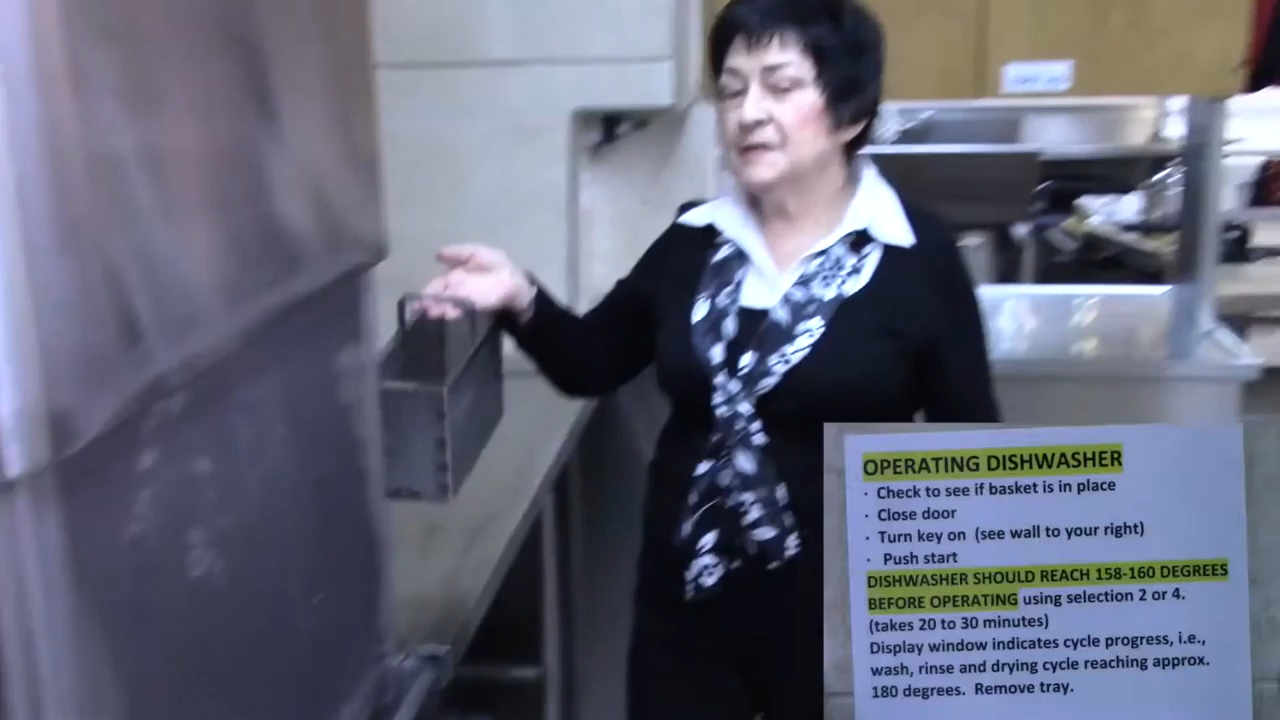 OPERATING DISHWASHER
· Check to see if basket is in place
· Close door
· Turn key on (see wall to your right)
· Push start
DISHWASHER SHOULD REACH 158-160 DEGREES
BEFORE OPERATING using selection 2 or 4.
(takes 20 to 30 minutes)
Display window indicates cycle progress, i.e.,
wash, rinse and drying cycle reaching approx.
180 degrees. Remove tray.